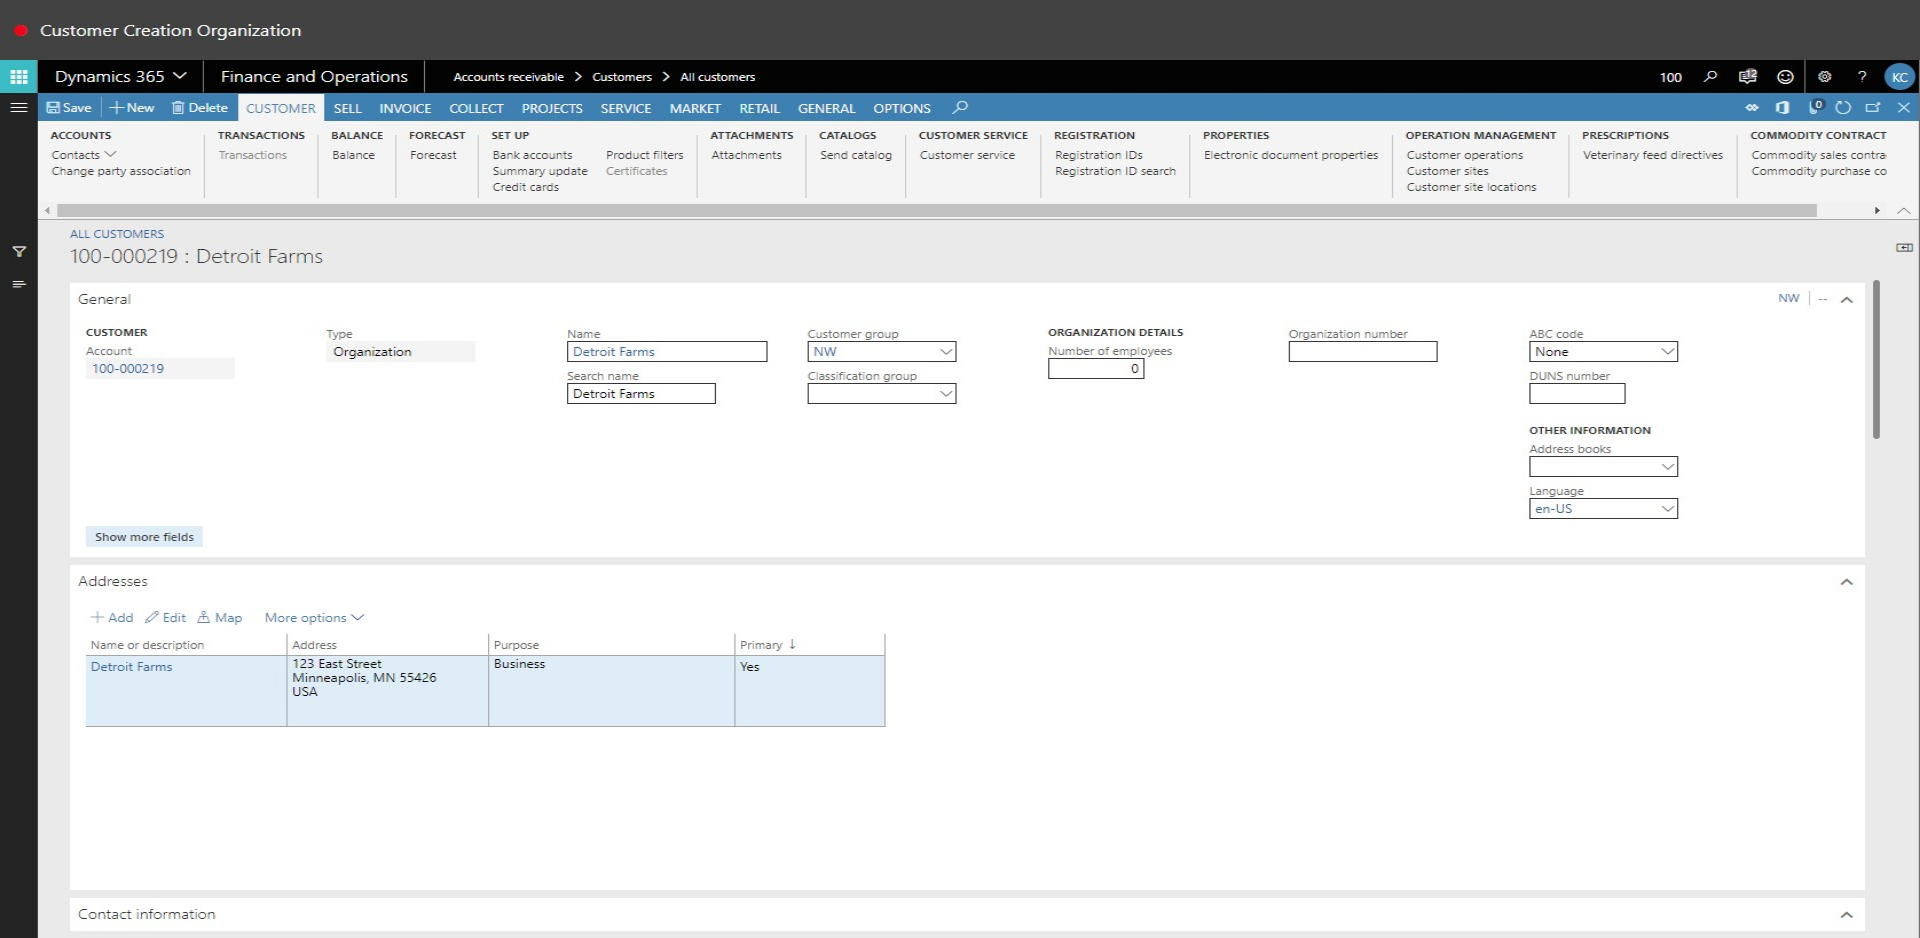 Customer Creation Organization
Dynamics 365 Finance and Operations Accounts receivable > Customers > All customers 100 ? KC
Save + New Delete CUSTOMER SELL INVOICE COLLECT PROJECTS SERVICE MARKET RETAIL GENERAL OPTIONS 0
ACCOUNTS TRANSACTIONS BALANCE FORECAST SET UP ATTACHMENTS CATALOGS CUSTOMER SERVICE REGISTRATION PROPERTIES OPERATION MANAGEMENT PRESCRIPTIONS COMMODITY CONTRACT
Contacts Transactions Balance Forecast Bank accounts Product filters Attachments Send catalog Customer service Registration IDs Electronic document properties Customer operations Veterinary feed directives Commodity sales contra
Change party association Summary update Certificates Registration ID search Customer sites Commodity purchase co
Credit cards Customer site locations
ALL CUSTOMERS
100-000219 : Detroit Farms
General NW | --
CUSTOMER Type Name Customer group ORGANIZATION DETAILS Organization number ABC code
Account Organization Detroit Farms NW Number of employees None
100-000219 Search name Classification group 0 DUNS number
Detroit Farms
OTHER INFORMATION
Address books
Language
en-US
Show more fields
Addresses
+ Add Edit Map More options
Name or description Address Purpose Primary ↓
Detroit Farms 123 East Street Business Yes
Minneapolis, MN 55426
USA
Contact information